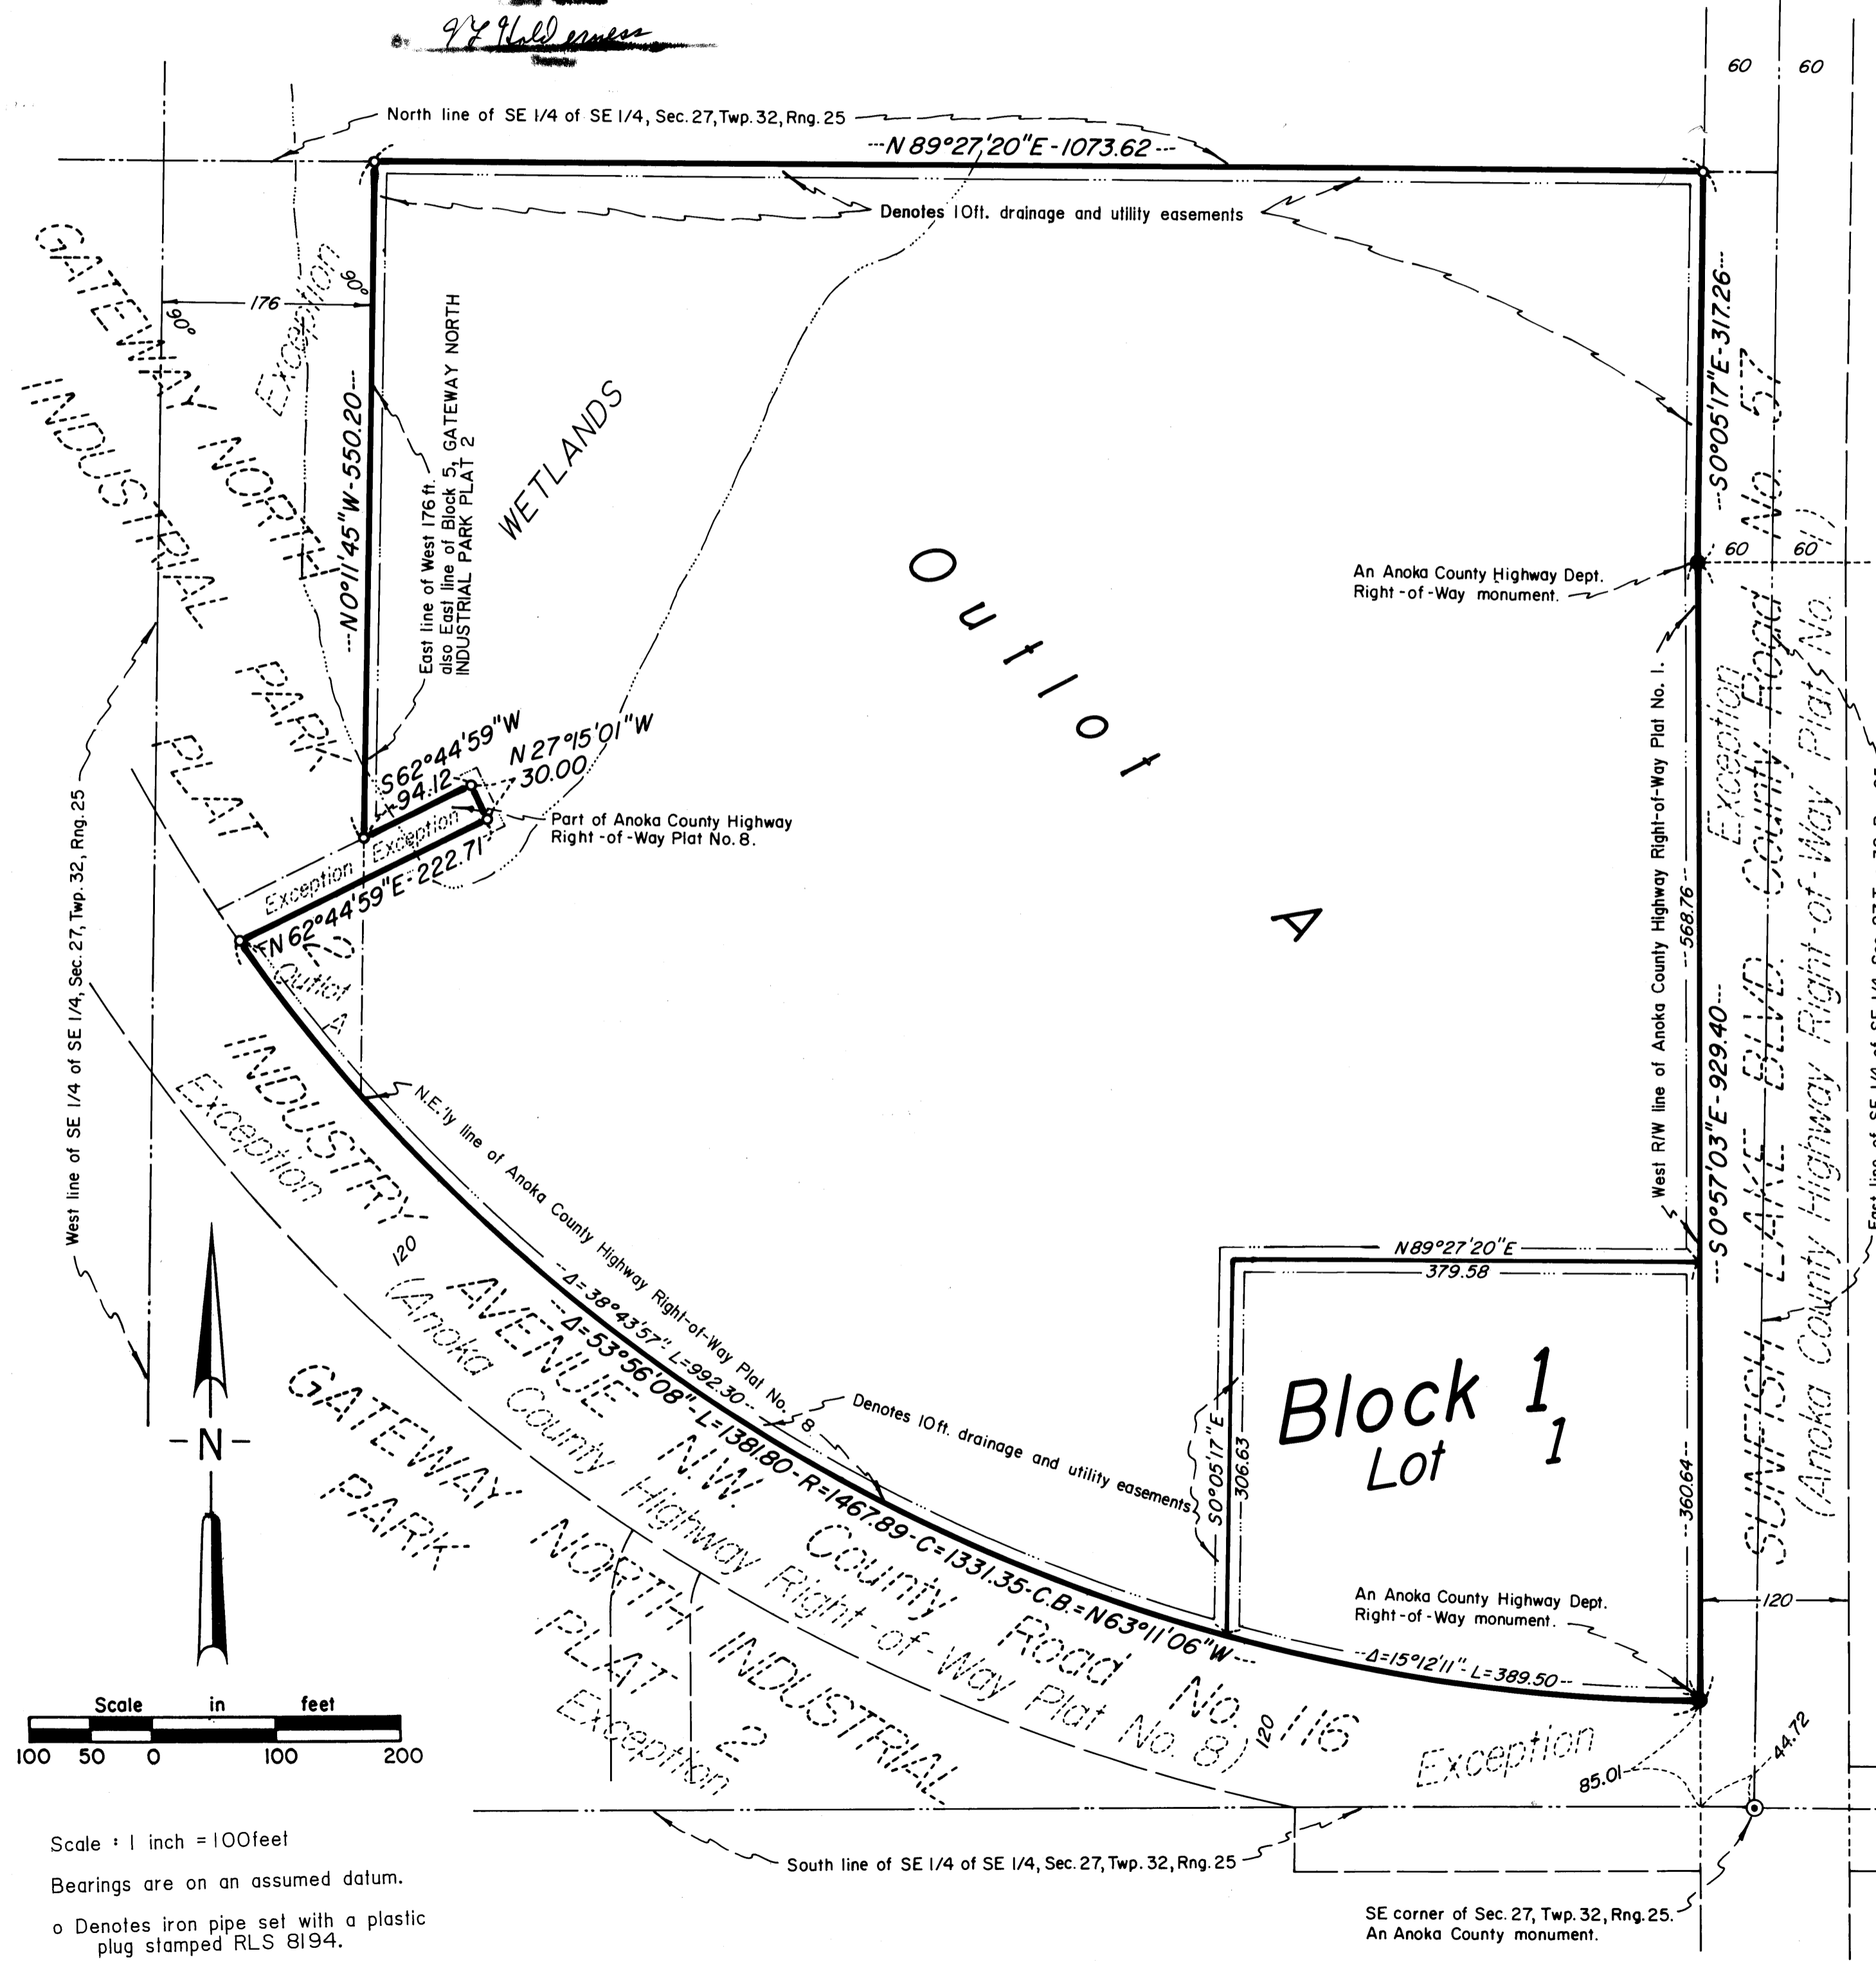 60
60
North line of SE 1/4 of SE 1/4, Sec. 27, Twp. 32, Rng. 25
---N 89°27'20"E - 1073.62---
Denotes 10ft. drainage and utility easements
GATEWAY NORTH
INDUSTRIAL PARK
PLAT
2
Exception
90°
176
90°
---N0°11'45"W - 550.20---
East line of West 176 ft.
also East line of Block 5, GATEWAY NORTH
INDUSTRIAL PARK PLAT 2
WETLANDS
Outlot
A
---S0°05'17"E - 317.26---
An Anoka County Highway Dept.
Right-of-Way monument.
60
60
S62°44'59"W
94.12
N 27°15'01"W
30.00
Part of Anoka County Highway
Right-of-Way Plat No. 8.
Exception
Exception
N 62°44'59"E - 222.71
Outlot A
West line of SE 1/4 of SE 1/4, Sec. 27, Twp. 32, Rng. 25
West R/W line of Anoka County Highway Right-of-Way Plat No. 1.
--568.76--
---S0°57'03"E - 929.40---
Exception
SUNFISH LAKE BLVD. County Road No. 57
(Anoka County Highway Right-of-Way Plat No. 1)
N.E.'ly line of Anoka County Highway Right-of-Way Plat No. 8.
--Δ=38°43'57" L=992.30--
---Δ=53°56'08" - L=1381.80 - R=1467.89 - C=1331.35 - C.B.=N63°11'06"W---
Denotes 10ft. drainage and utility easements
Exception
INDUSTRY AVENUE N.W. County Road No. 116
120
(Anoka County Highway Right-of-Way Plat No. 8)
120
Exception
N89°27'20"E
379.58
S0°05'17"E
306.63
Block 1
Lot 1
--360.64--
An Anoka County Highway Dept.
Right-of-Way monument.
--Δ=15°12'11" - L=389.50--
120
85.01
44.72
-N-
GATEWAY NORTH INDUSTRIAL
PARK PLAT 2
Exception
Scale in feet
100 50 0 100 200
Scale : 1 inch = 100feet
Bearings are on an assumed datum.
o Denotes iron pipe set with a plastic
plug stamped RLS 8194.
South line of SE 1/4 of SE 1/4, Sec. 27, Twp. 32, Rng. 25
SE corner of Sec. 27, Twp. 32, Rng. 25.
An Anoka County monument.